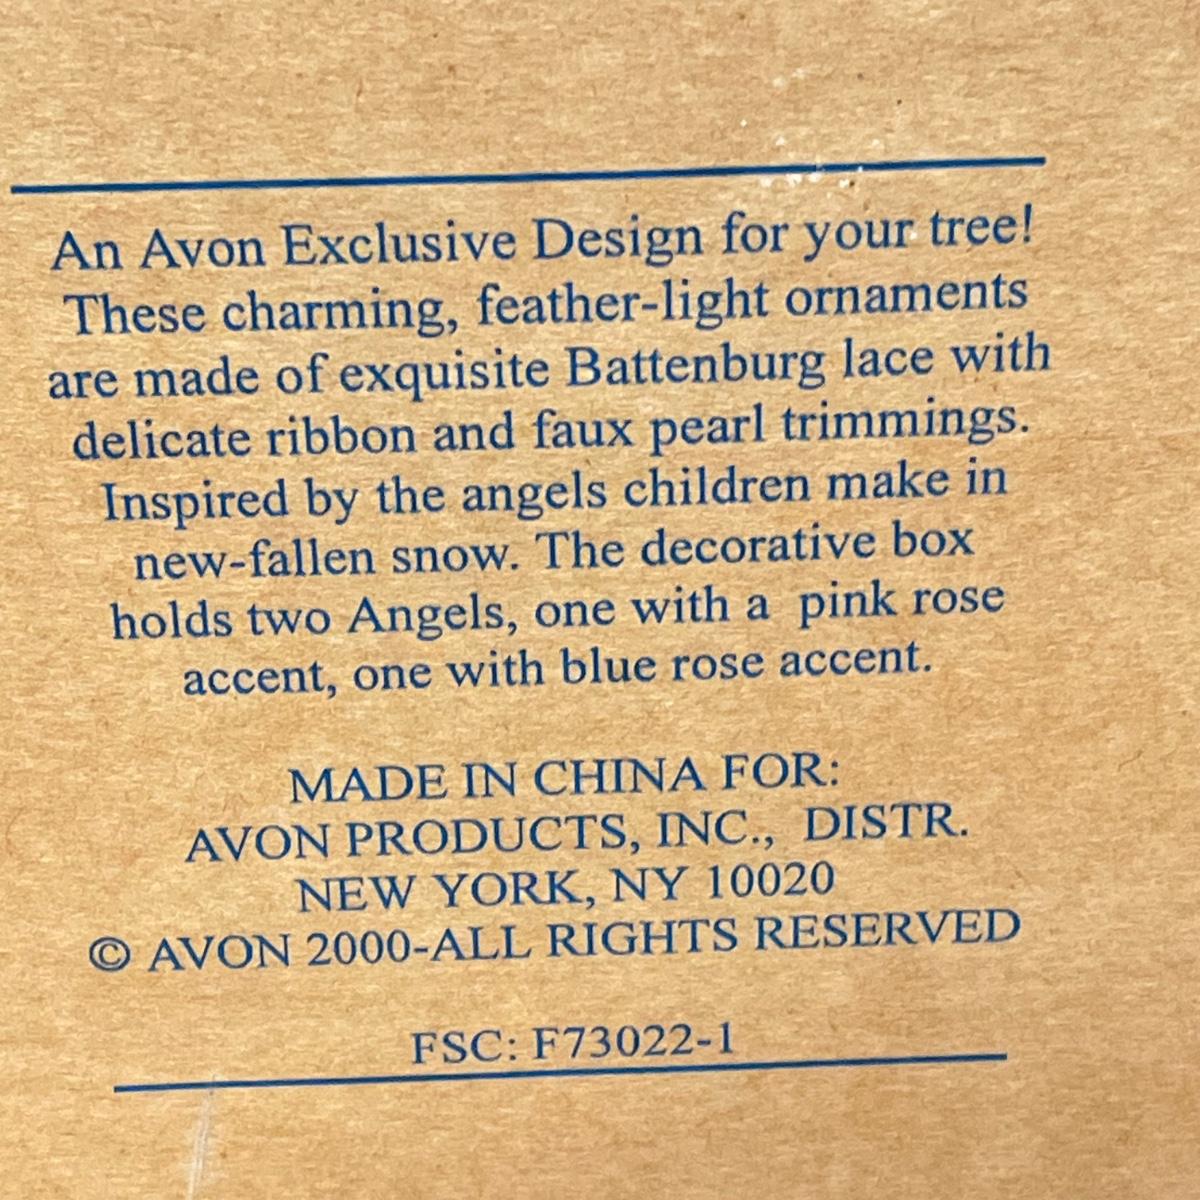 An Avon Exclusive Design for your tree!
These charming, feather-light ornaments
are made of exquisite Battenburg lace with
delicate ribbon and faux pearl trimmings.
Inspired by the angels children make in
new-fallen snow. The decorative box
holds two Angels, one with a  pink rose
accent, one with blue rose accent.
MADE IN CHINA FOR:
AVON PRODUCTS, INC.,  DISTR.
NEW YORK, NY 10020
© AVON 2000-ALL RIGHTS RESERVED
FSC: F73022-1